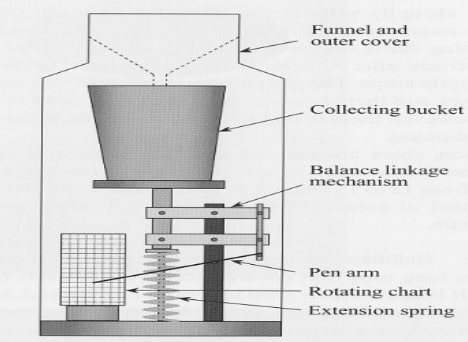 Funnel and
outer cover
Collecting bucket
Balance linkage
mechanism
Pen arm
Rotating chart
Extension spring